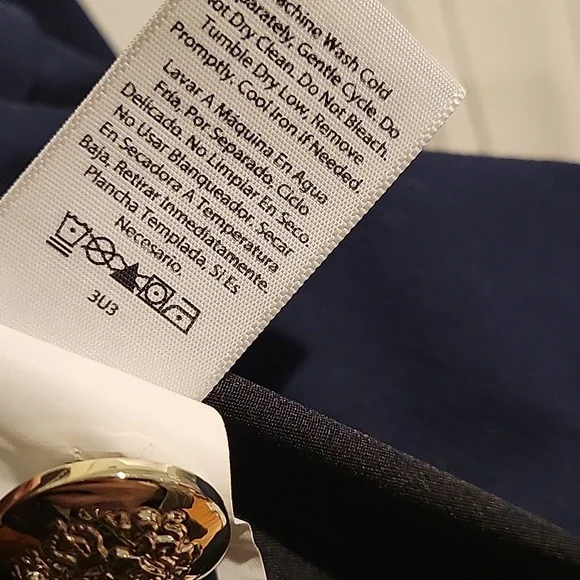 Machine Wash Cold
Separately, Gentle Cycle. Do
Not Dry Clean. Do Not Bleach.
Tumble Dry Low, Remove
Promptly. Cool Iron if Needed
Lavar A Máquina En Agua
Fría, Por Separado. Ciclo
Delicado. No Limpiar En Seco.
No Usar Blanqueador. Secar
En Secadora A Temperatura
Baja, Retirar Inmediatamente.
Plancha Templada, Si Es
Necesario
3U3